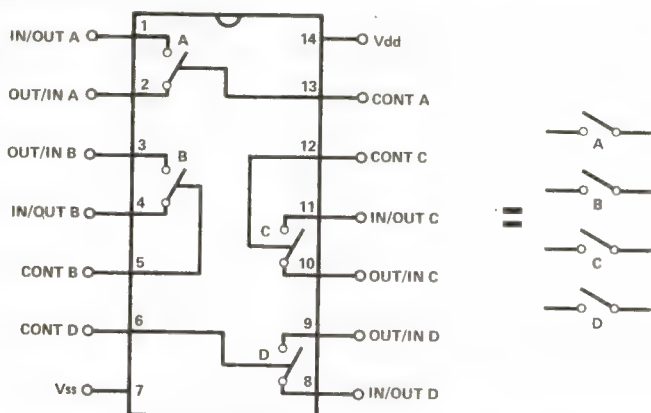 IN/OUT A
1
A
14
Vdd
OUT/IN A
2
13
CONT A
OUT/IN B
3
B
12
CONT C
IN/OUT B
4
11
IN/OUT C
C
CONT B
5
10
OUT/IN C
CONT D
6
9
OUT/IN D
D
Vss
7
8
IN/OUT D
=
A
B
C
D